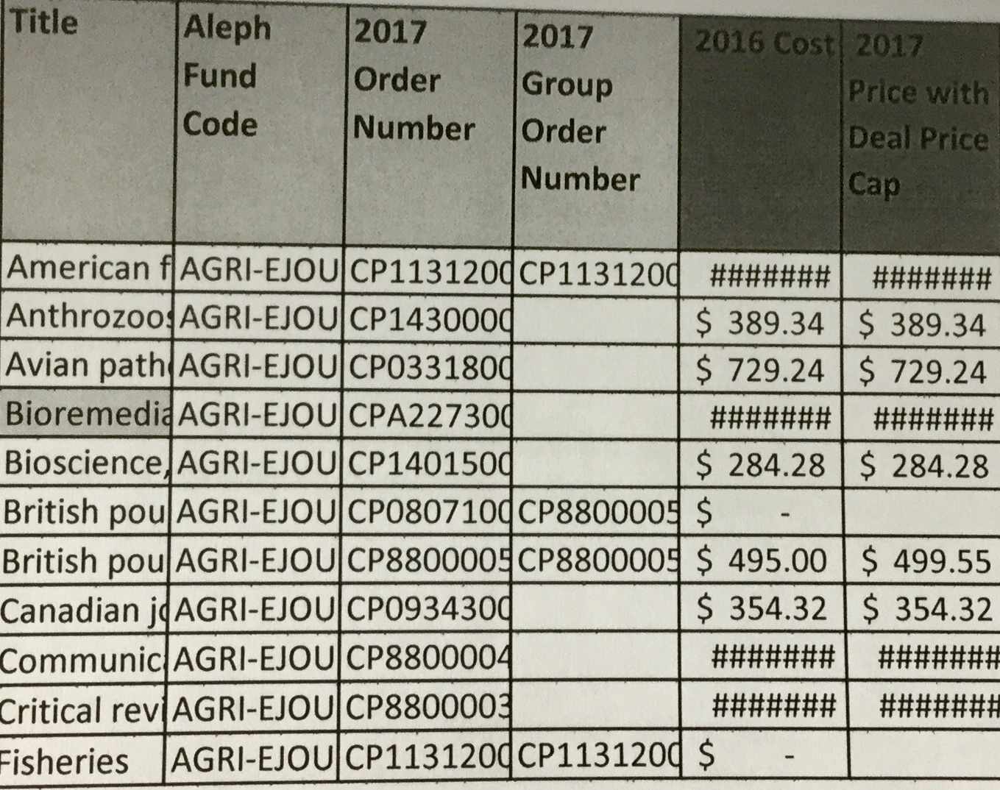 Title Aleph Fund Code 2017 Order Number 2017 Group Order Number 2016 Cost 2017 Price with Deal Price Cap
American f AGRI-EJOU CP1131200 CP1131200 ####### #######
Anthrozoos AGRI-EJOU CP1430000 $ 389.34 $ 389.34
Avian path AGRI-EJOU CP0331800 $ 729.24 $ 729.24
Bioremedia AGRI-EJOU CPA227300 ####### #######
Bioscience, AGRI-EJOU CP1401500 $ 284.28 $ 284.28
British pou AGRI-EJOU CP0807100 CP8800005 $ -
British pou AGRI-EJOU CP8800005 CP8800005 $ 495.00 $ 499.55
Canadian jo AGRI-EJOU CP0934300 $ 354.32 $ 354.32
Communic AGRI-EJOU CP8800004 ####### #######
Critical revi AGRI-EJOU CP8800003 ####### #######
Fisheries AGRI-EJOU CP1131200 CP1131200 $ -